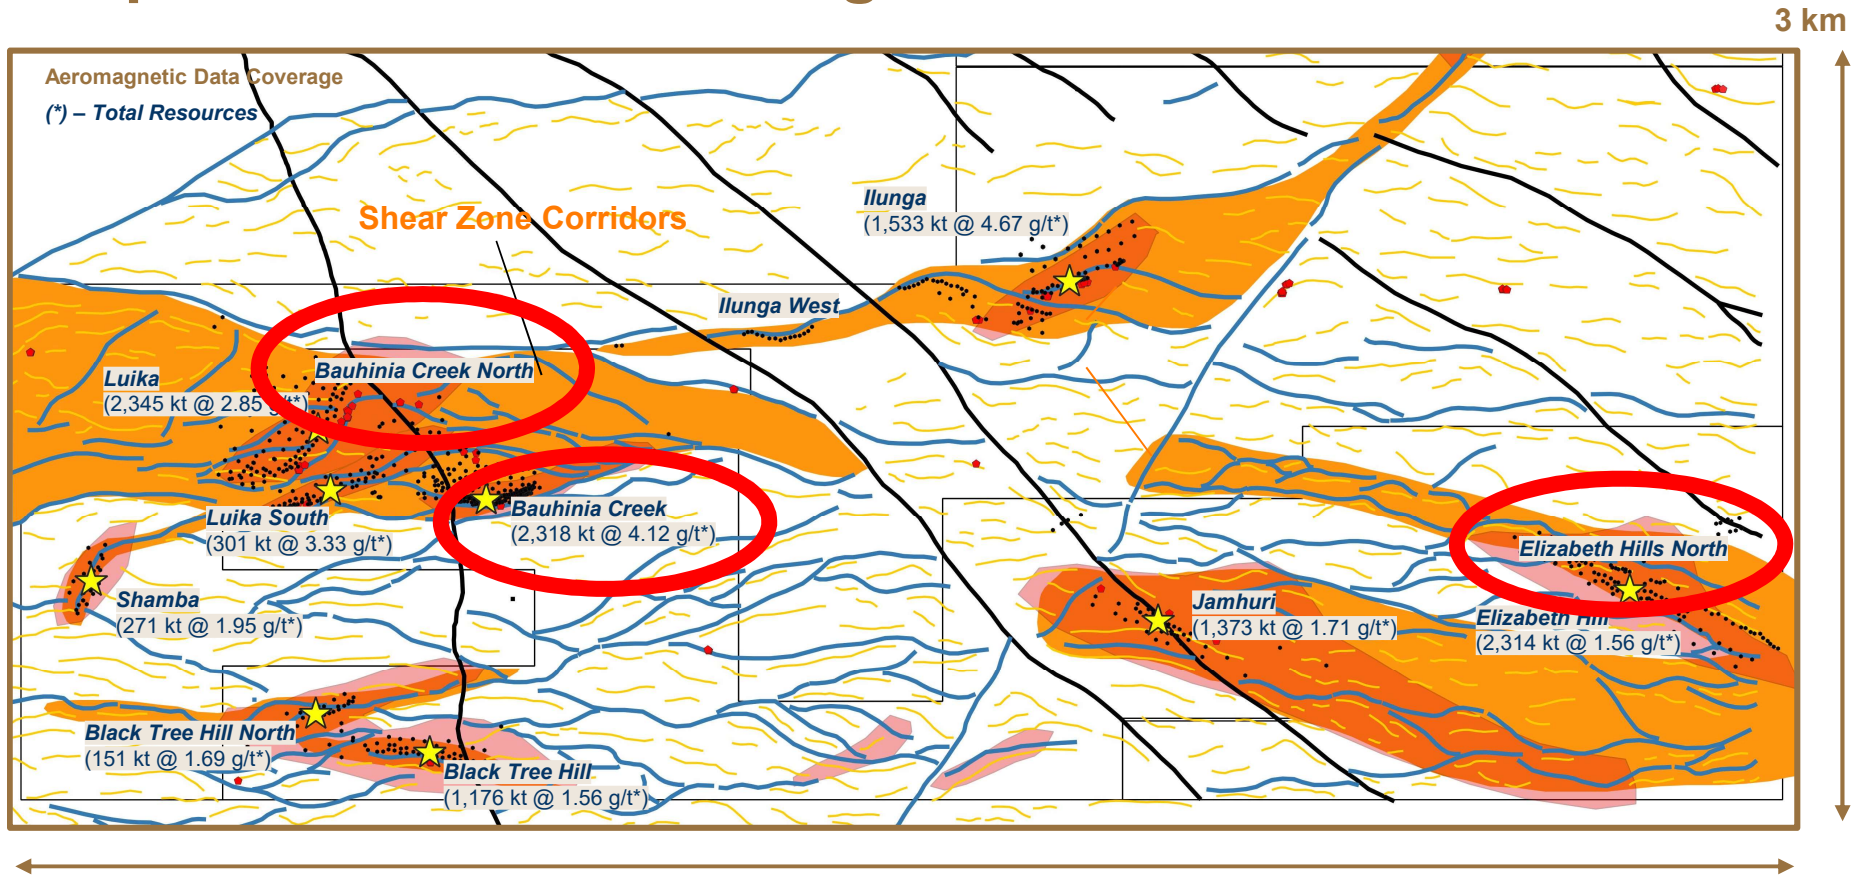 3 km
Aeromagnetic Data Coverage
(*) – Total Resources
Ilunga
(1,533 kt @ 4.67 g/t*)
Shear Zone Corridors
Ilunga West
Bauhinia Creek North
Luika
(2,345 kt @ 2.85 g/t*)
Bauhinia Creek
(2,318 kt @ 4.12 g/t*)
Luika South
(301 kt @ 3.33 g/t*)
Elizabeth Hills North
Shamba
(271 kt @ 1.95 g/t*)
Jamhuri
(1,373 kt @ 1.71 g/t*)
Elizabeth Hill
(2,314 kt @ 1.56 g/t*)
Black Tree Hill North
(151 kt @ 1.69 g/t*)
Black Tree Hill
(1,176 kt @ 1.56 g/t*)